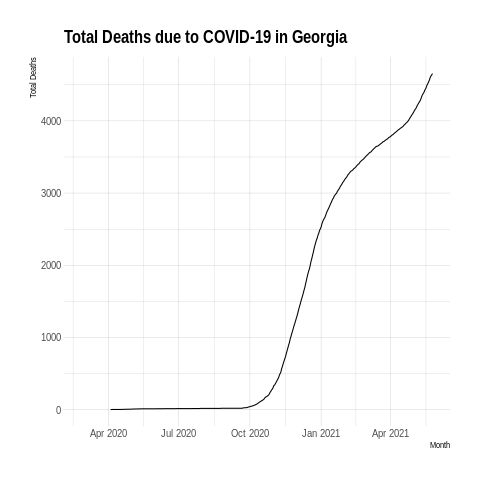 Total Deaths due to COVID-19 in Georgia
Total Deaths
4000
3000
2000
1000
0
Apr 2020 Jul 2020 Oct 2020 Jan 2021 Apr 2021
Month